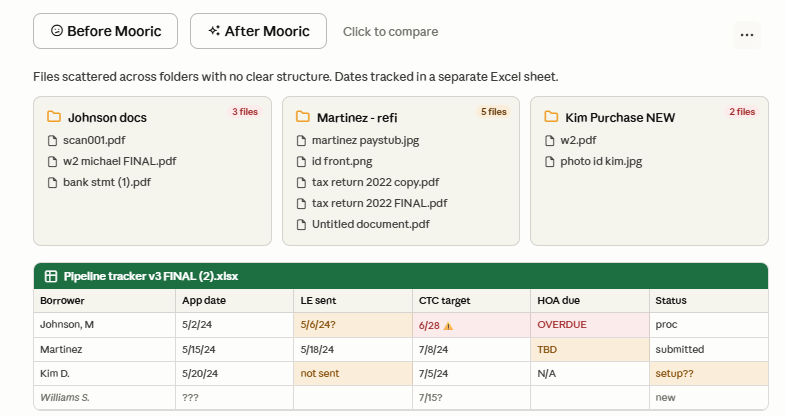 Before Mooric
After Mooric
Click to compare
Files scattered across folders with no clear structure. Dates tracked in a separate Excel sheet.
Johnson docs 3 files
scan001.pdf
w2 michael FINAL.pdf
bank stmt (1).pdf
Martinez - refi 5 files
martinez paystub.jpg
id front.png
tax return 2022 copy.pdf
tax return 2022 FINAL.pdf
Untitled document.pdf
Kim Purchase NEW 2 files
w2.pdf
photo id kim.jpg
Pipeline tracker v3 FINAL (2).xlsx
Borrower App date LE sent CTC target HOA due Status
Johnson, M 5/2/24 5/6/24? 6/28 ⚠ OVERDUE proc
Martinez 5/15/24 5/18/24 7/8/24 TBD submitted
Kim D. 5/20/24 not sent 7/5/24 N/A setup??
Williams S. ??? 7/15? new